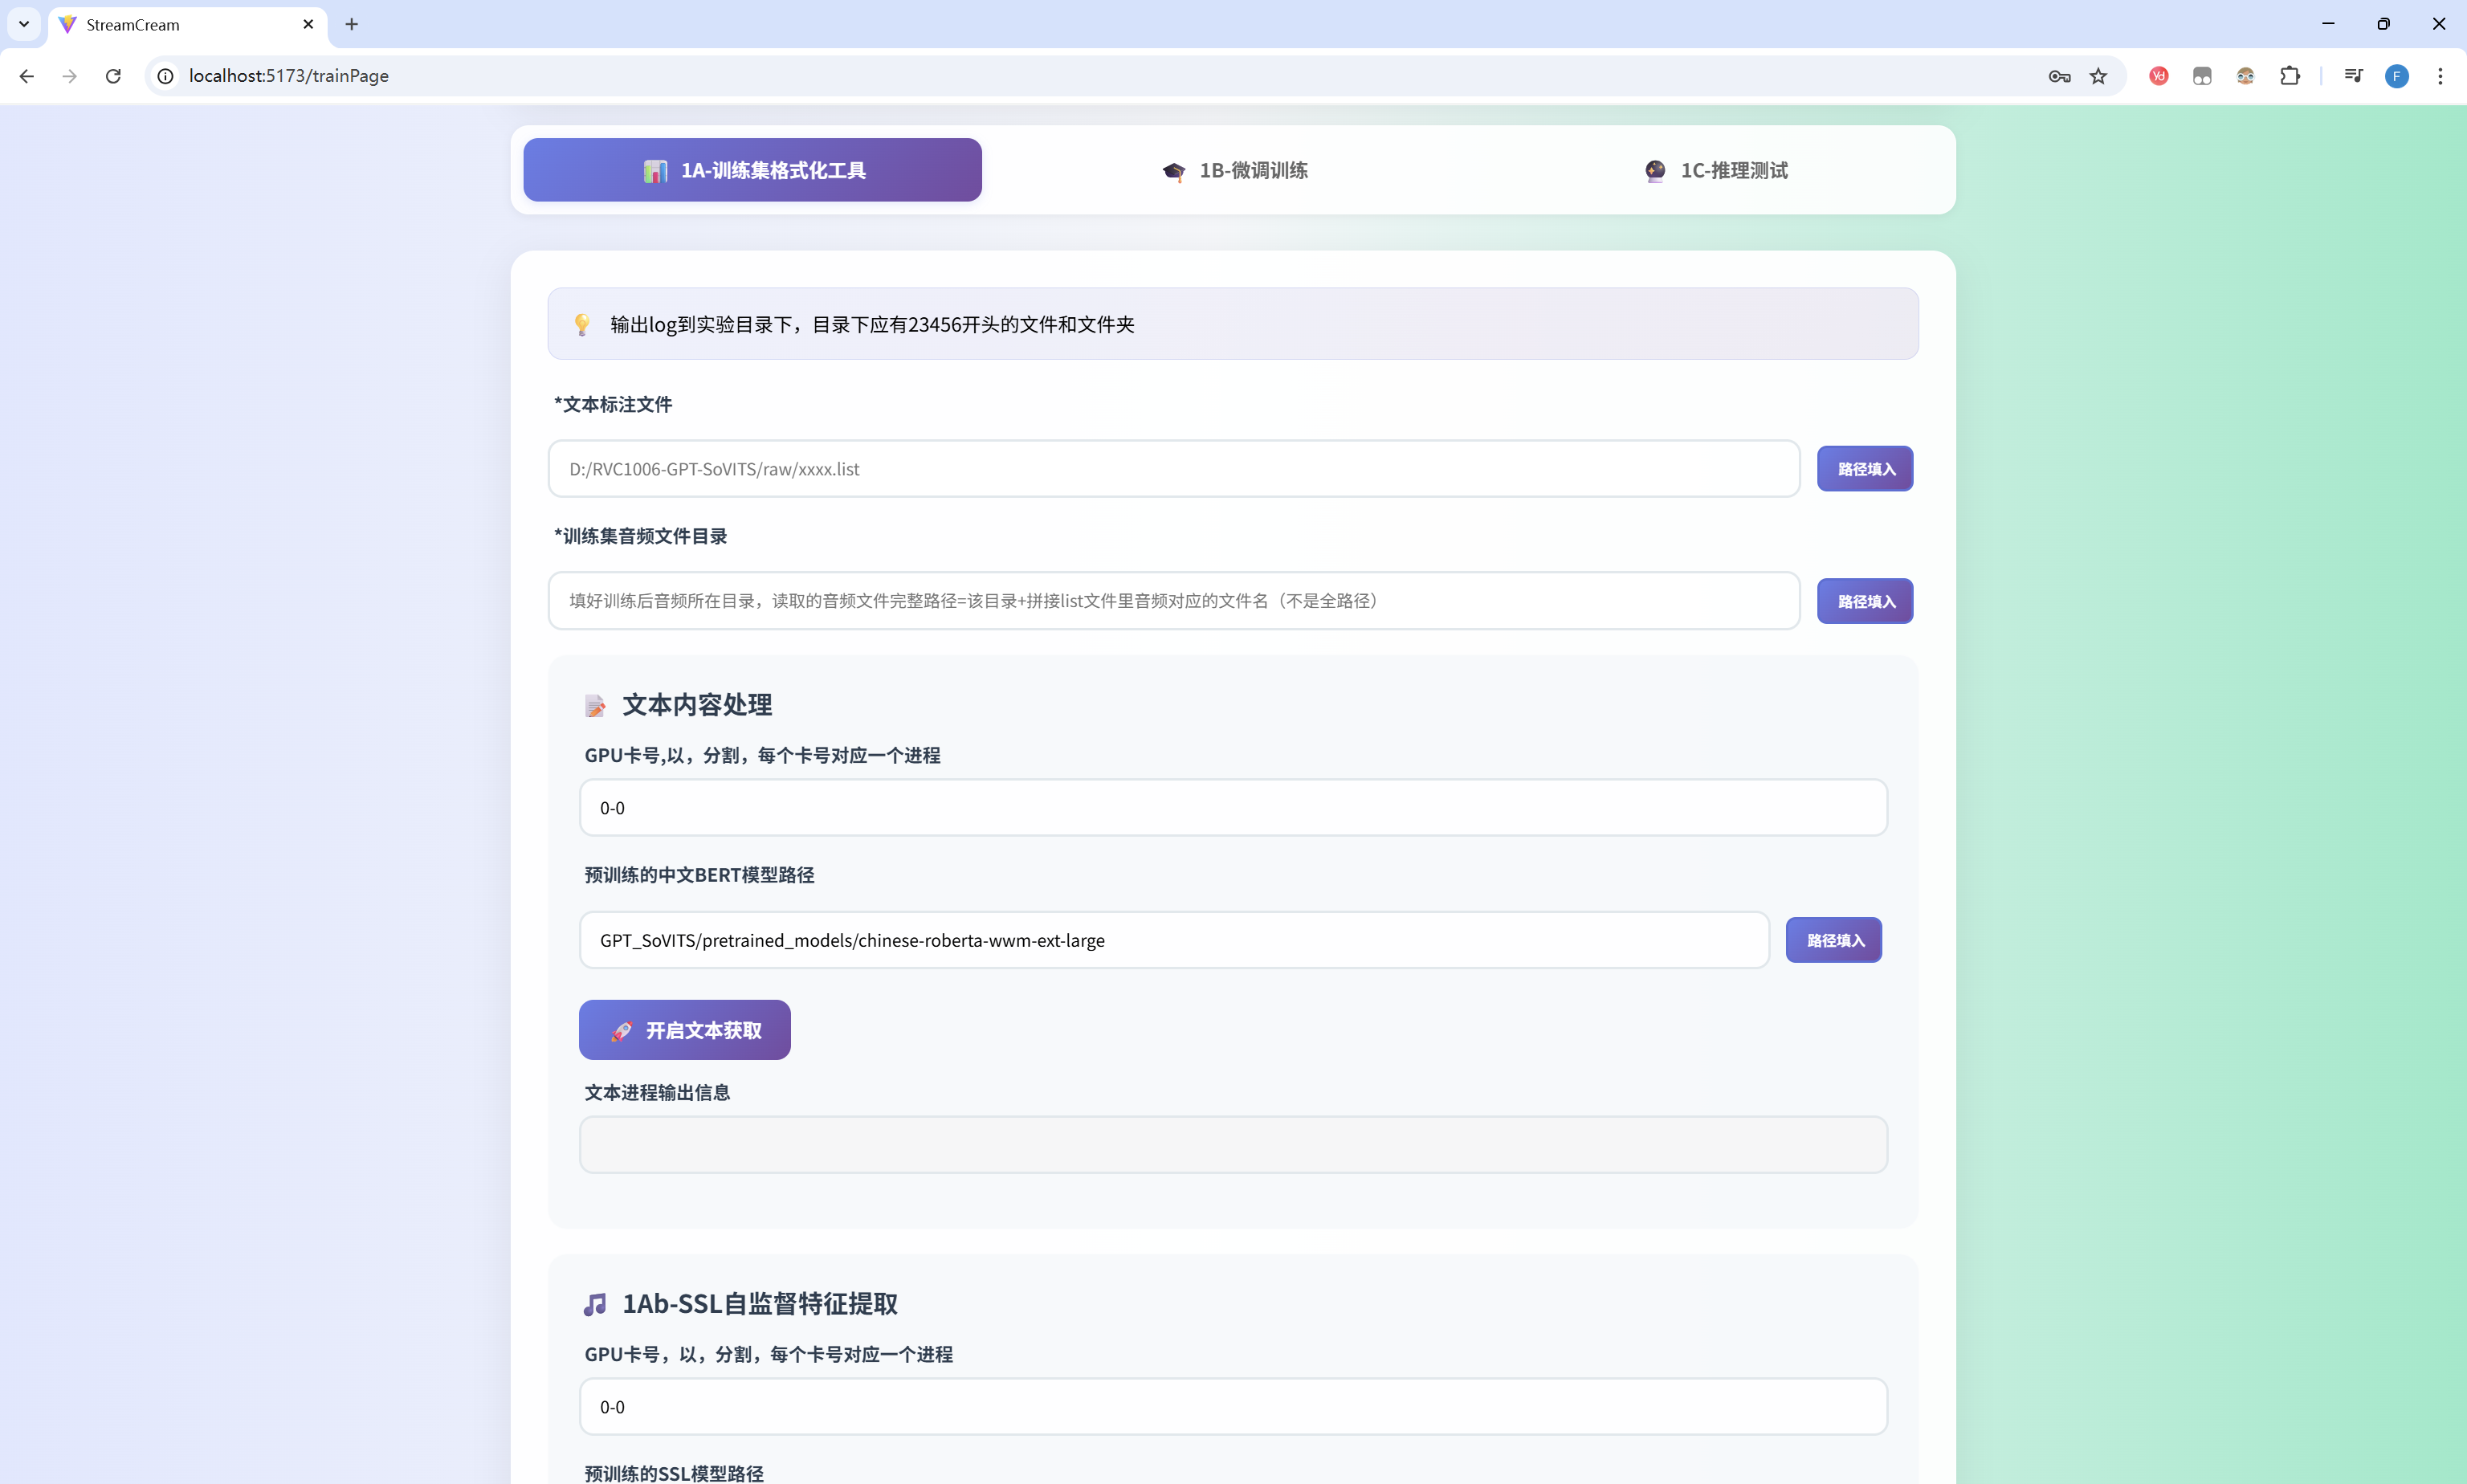 StreamCream
localhost:5173/trainPage
F
1A-训练集格式化工具
1B-微调训练
1C-推理测试
输出log到实验目录下，目录下应有23456开头的文件和文件夹
*文本标注文件
D:/RVC1006-GPT-SoVITS/raw/xxxx.list
路径填入
*训练集音频文件目录
填好训练后音频所在目录，读取的音频文件完整路径=该目录+拼接list文件里音频对应的文件名（不是全路径）
路径填入
文本内容处理
GPU卡号,以，分割，每个卡号对应一个进程
0-0
预训练的中文BERT模型路径
GPT_SoVITS/pretrained_models/chinese-roberta-wwm-ext-large
路径填入
开启文本获取
文本进程输出信息
1Ab-SSL自监督特征提取
GPU卡号，以，分割，每个卡号对应一个进程
0-0
预训练的SSL模型路径